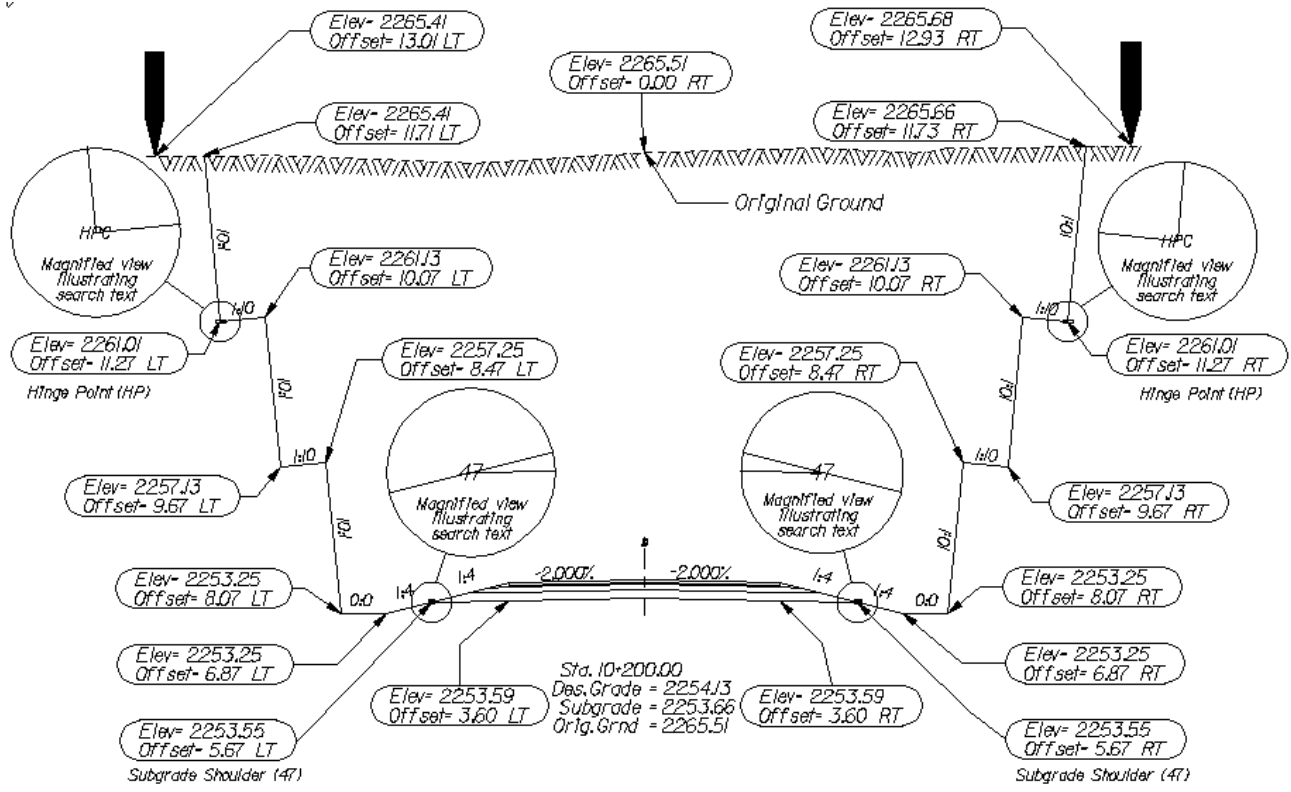 Elev= 2265.41
Offset= 13.01 LT
Elev= 2265.68
Offset= 12.93 RT
Elev= 2265.51
Offset= 0.00 RT
Elev= 2265.41
Offset= 11.71 LT
Elev= 2265.66
Offset= 11.73 RT
Original Ground
HPC
Magnified view
illustrating
search text
10:1
10:1
HPC
Magnified view
illustrating
search text
Elev= 2261.13
Offset= 10.07 LT
Elev= 2261.13
Offset= 10.07 RT
1:10
1:10
Elev= 2261.01
Offset= 11.27 LT
Hinge Point (HP)
Elev= 2261.01
Offset= 11.27 RT
Hinge Point (HP)
Elev= 2257.25
Offset= 8.47 LT
Elev= 2257.25
Offset= 8.47 RT
10:1
10:1
1:10
1:10
47
Magnified view
illustrating
search text
47
Magnified view
illustrating
search text
Elev= 2257.13
Offset= 9.67 LT
Elev= 2257.13
Offset= 9.67 RT
10:1
10:1
Elev= 2253.25
Offset= 8.07 LT
0:0
1:4
1:4
-2.000%
-2.000%
1:4
1:4
0:0
Elev= 2253.25
Offset= 8.07 RT
Elev= 2253.25
Offset= 6.87 LT
Elev= 2253.25
Offset= 6.87 RT
Elev= 2253.59
Offset= 3.60 LT
Sta. 10+200.00
Des.Grade = 2254.13
Subgrade = 2253.66
Orig.Grnd = 2265.51
Elev= 2253.59
Offset= 3.60 RT
Elev= 2253.55
Offset= 5.67 LT
Subgrade Shoulder (47)
Elev= 2253.55
Offset= 5.67 RT
Subgrade Shoulder (47)